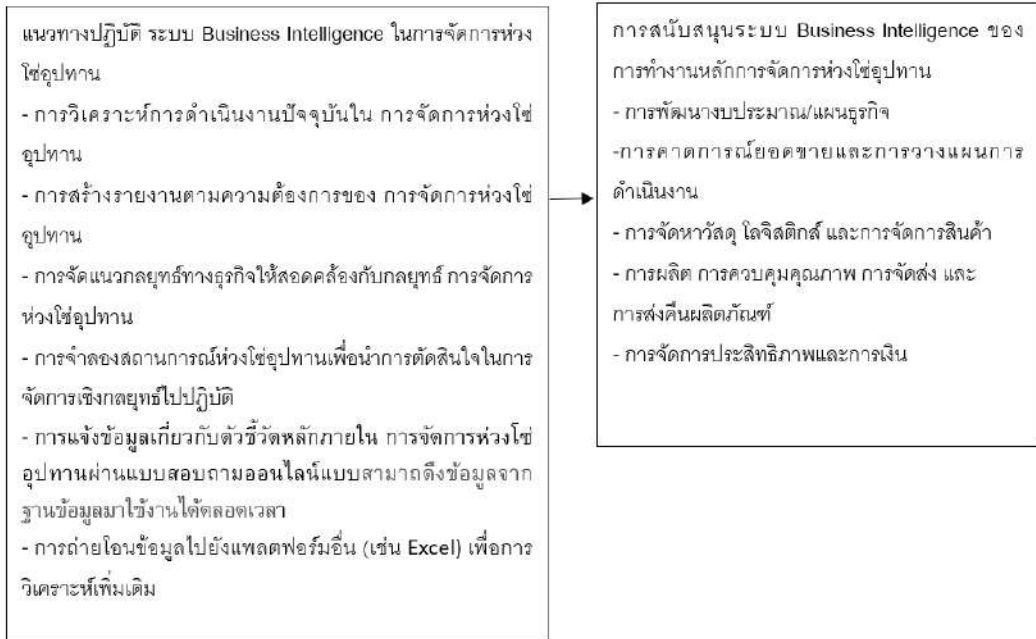 แนวทางปฏิบัติ ระบบ Business Intelligence ในการจัดการห่วง
โซ่อุปทาน
- การวิเคราะห์การดำเนินงานปัจจุบันใน การจัดการห่วงโซ่
อุปทาน
- การสร้างรายงานตามความต้องการของ การจัดการห่วงโซ่
อุปทาน
- การจัดแนวกลยุทธ์ทางธุรกิจให้สอดคล้องกับกลยุทธ์ การจัดการ
ห่วงโซ่อุปทาน
- การจำลองสถานการณ์ห่วงโซ่อุปทานเพื่อนำการตัดสินใจในการ
จัดการเชิงกลยุทธ์ไปปฏิบัติ
- การแจ้งข้อมูลเกี่ยวกับตัวชี้วัดหลักภายใน การจัดการห่วงโซ่
อุปทานผ่านแบบสอบถามออนไลน์แบบสามาถดึงข้อมูลจาก
ฐานข้อมูลมาใช้งานได้ตลอดเวลา
- การถ่ายโอนข้อมูลไปยังแพลตฟอร์มอื่น (เช่น Excel) เพื่อการ
วิเคราะห์เพิ่มเติม
การสนับสนุนระบบ Business Intelligence ของ
การทำงานหลักการจัดการห่วงโซ่อุปทาน
- การพัฒนางบประมาณ/แผนธุรกิจ
-การคาดการณ์ยอดขายและการวางแผนการ
ดำเนินงาน
- การจัดหาวัสดุ โลจิสติกส์ และการจัดการสินค้า
- การผลิต การควบคุมคุณภาพ การจัดส่ง และ
การส่งคืนผลิตภัณฑ์
- การจัดการประสิทธิภาพและการเงิน